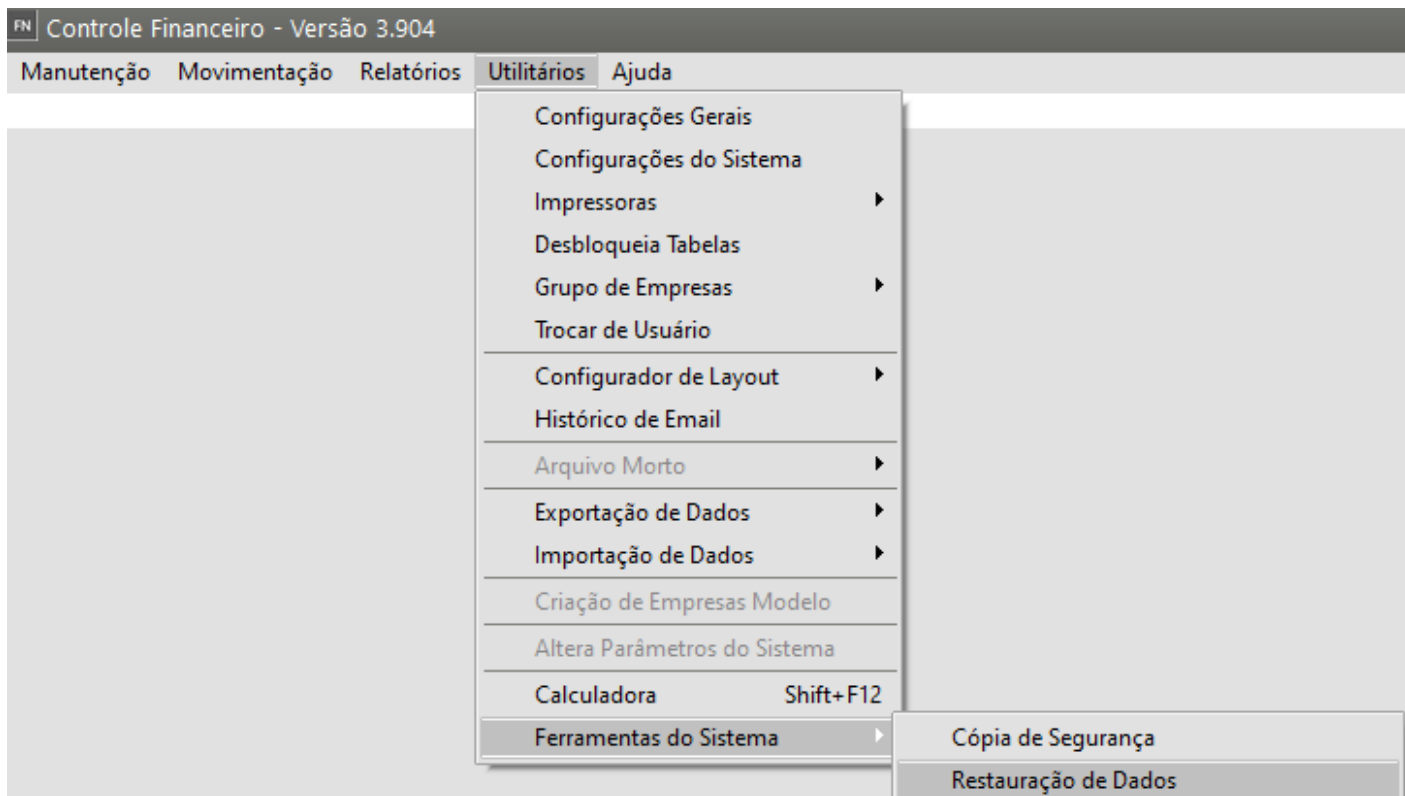 FN Controle Financeiro - Versão 3.904
Manutenção Movimentação Relatórios Utilitários Ajuda
Configurações Gerais
Configurações do Sistema
Impressoras
Desbloqueia Tabelas
Grupo de Empresas
Trocar de Usuário
Configurador de Layout
Histórico de Email
Arquivo Morto
Exportação de Dados
Importação de Dados
Criação de Empresas Modelo
Altera Parâmetros do Sistema
Calculadora Shift+F12
Ferramentas do Sistema
Cópia de Segurança
Restauração de Dados